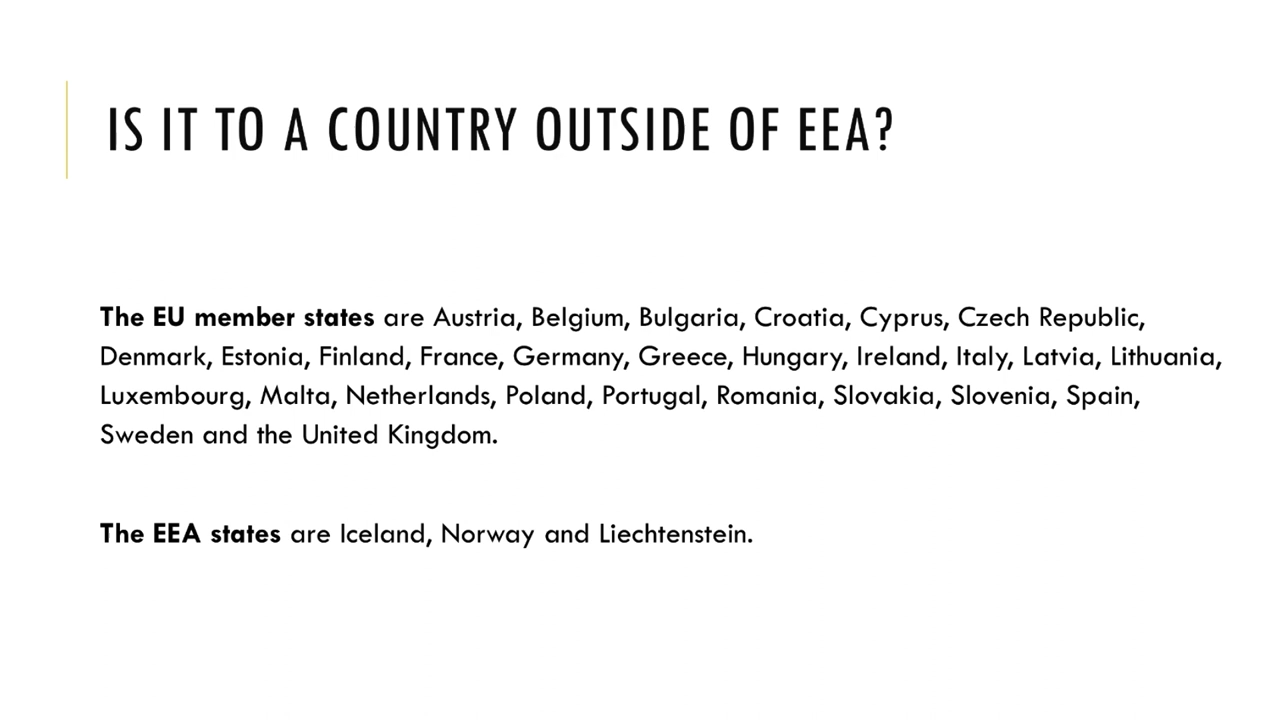 IS IT TO A COUNTRY OUTSIDE OF EEA?
The EU member states are Austria, Belgium, Bulgaria, Croatia, Cyprus, Czech Republic,
Denmark, Estonia, Finland, France, Germany, Greece, Hungary, Ireland, Italy, Latvia, Lithuania,
Luxembourg, Malta, Netherlands, Poland, Portugal, Romania, Slovakia, Slovenia, Spain,
Sweden and the United Kingdom.
The EEA states are Iceland, Norway and Liechtenstein.